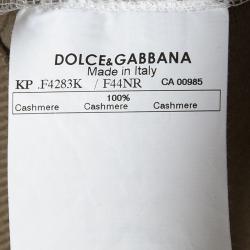 DOLCE&GABBANA
Made in Italy
KP .F4283K / F44NR CA 00985
100%
Cashmere Cashmere Cashmere